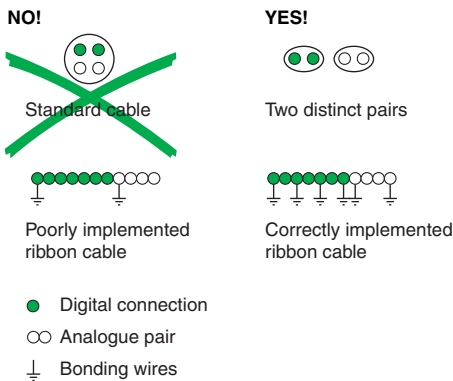 NO!
YES!
Standard cable
Two distinct pairs
Poorly implemented
ribbon cable
Correctly implemented
ribbon cable
Digital connection
Analogue pair
Bonding wires